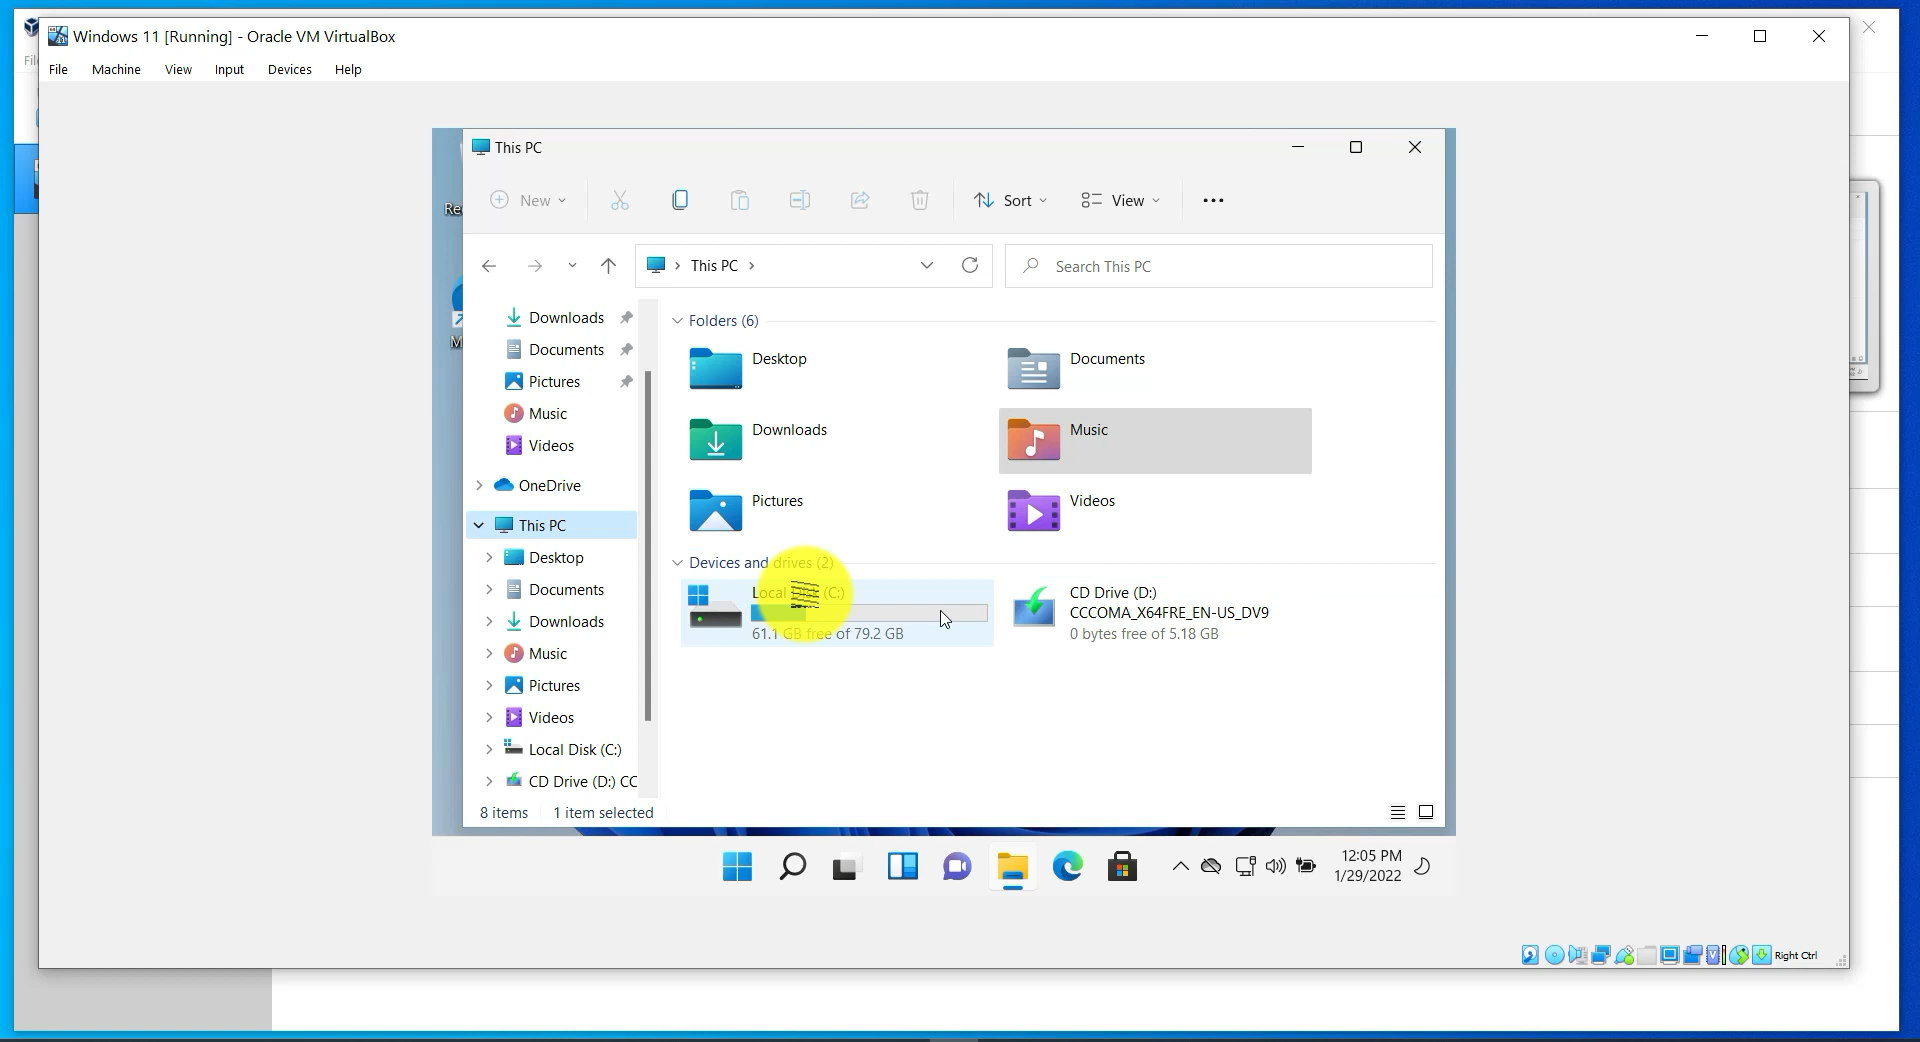 Windows 11 [Running] - Oracle VM VirtualBox
File Machine View Input Devices Help
This PC
New Sort View
This PC
Search This PC
Downloads
Documents
Pictures
Music
Videos
OneDrive
This PC
Desktop
Documents
Downloads
Music
Pictures
Videos
Local Disk (C:)
CD Drive (D:) CC
Folders (6)
Desktop
Documents
Downloads
Music
Pictures
Videos
Devices and drives (2)
Local Disk (C:)
61.1 GB free of 79.2 GB
CD Drive (D:)
CCCOMA_X64FRE_EN-US_DV9
0 bytes free of 5.18 GB
8 items 1 item selected
12:05 PM
1/29/2022
Right Ctrl